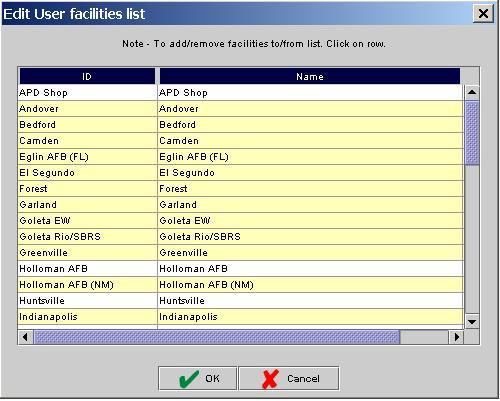 Edit User facilities list
Note - To add/remove facilities to/from list. Click on row.
ID Name
APD Shop APD Shop
Andover Andover
Bedford Bedford
Camden Camden
Eglin AFB (FL) Eglin AFB (FL)
El Segundo El Segundo
Forest Forest
Garland Garland
Goleta EW Goleta EW
Goleta Rio/SBRS Goleta Rio/SBRS
Greenville Greenville
Holloman AFB Holloman AFB
Holloman AFB (NM) Holloman AFB (NM)
Huntsville Huntsville
Indianapolis Indianapolis
OK Cancel